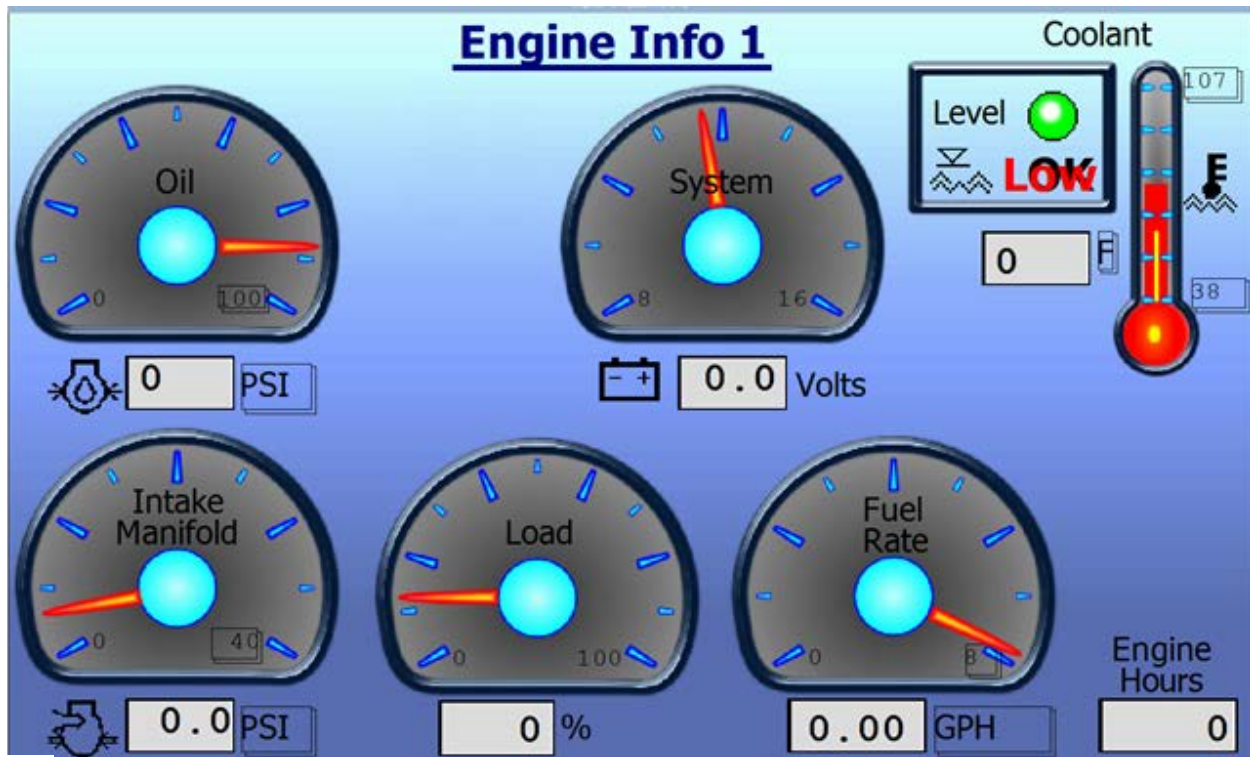 Engine Info 1
Coolant
107
Level
LOW
OK
Oil
System
0
F
38
0
100
8
16
0
PSI
- +
0.0
Volts
Intake
Manifold
Load
Fuel
Rate
0
40
0
100
0
8
Engine
Hours
0.0
PSI
0
%
0.00
GPH
0